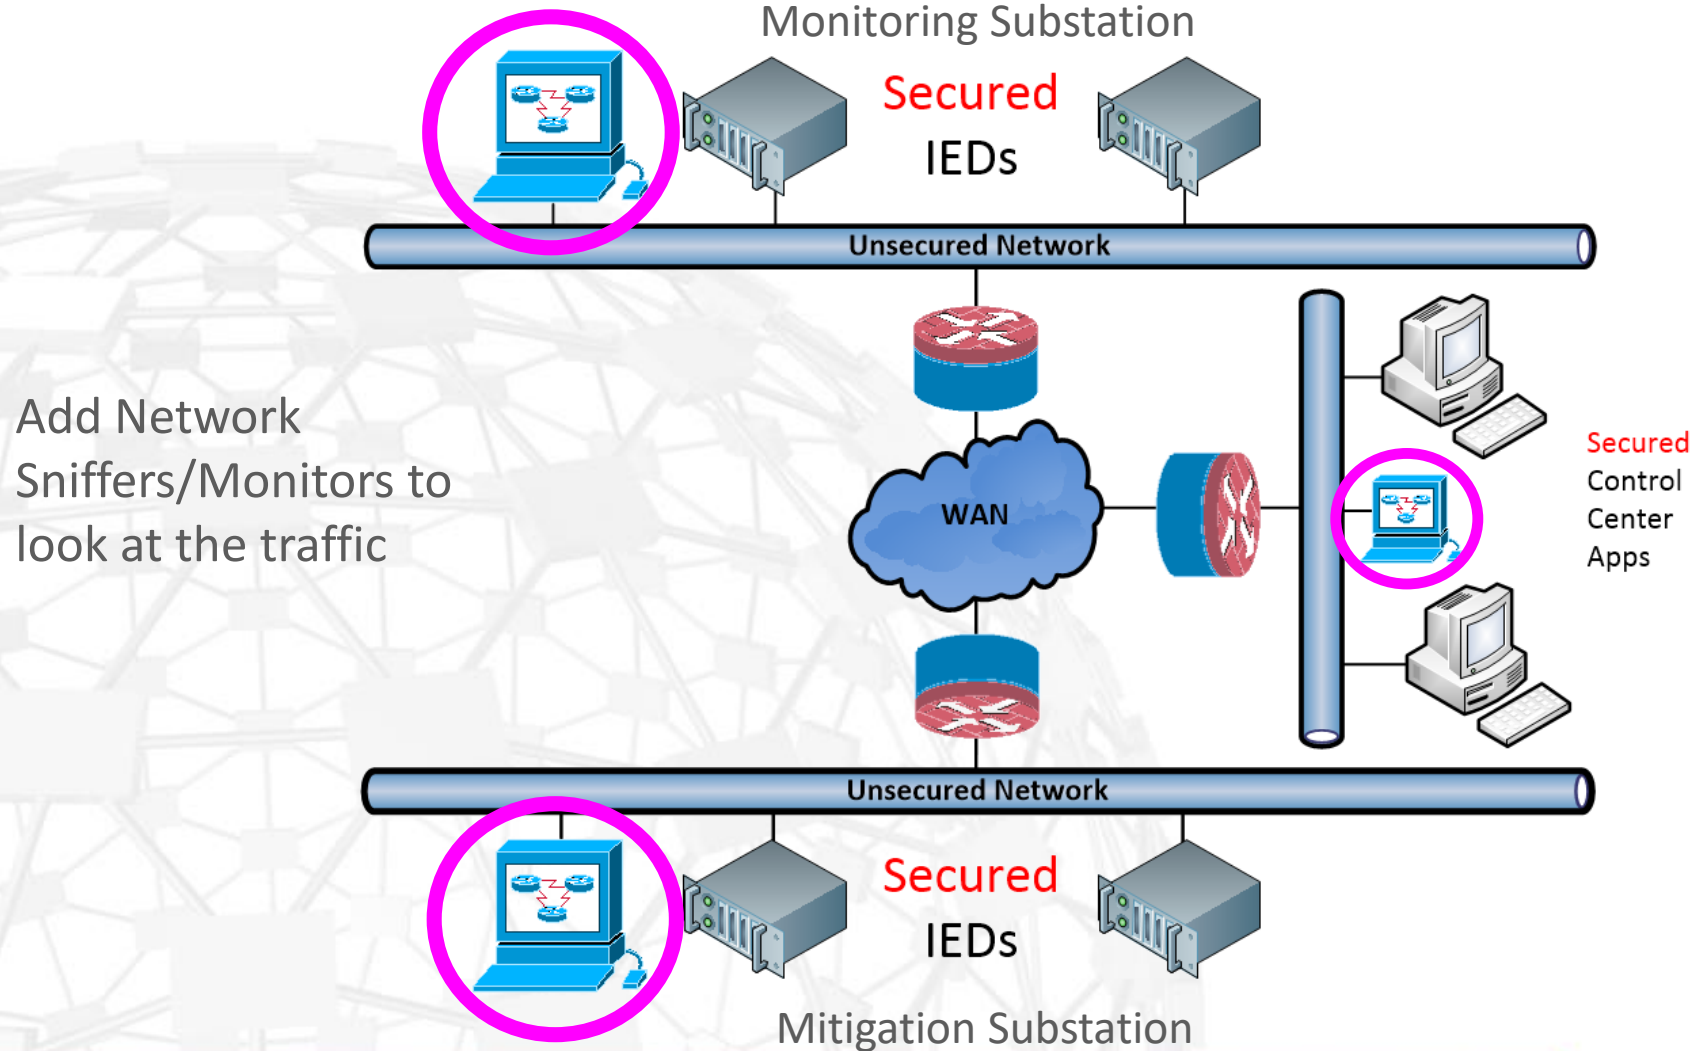 Monitoring Substation
Secured
IEDs
Unsecured Network
Add Network
Sniffers/Monitors to
look at the traffic
WAN
Secured
Control
Center
Apps
Unsecured Network
Secured
IEDs
Mitigation Substation